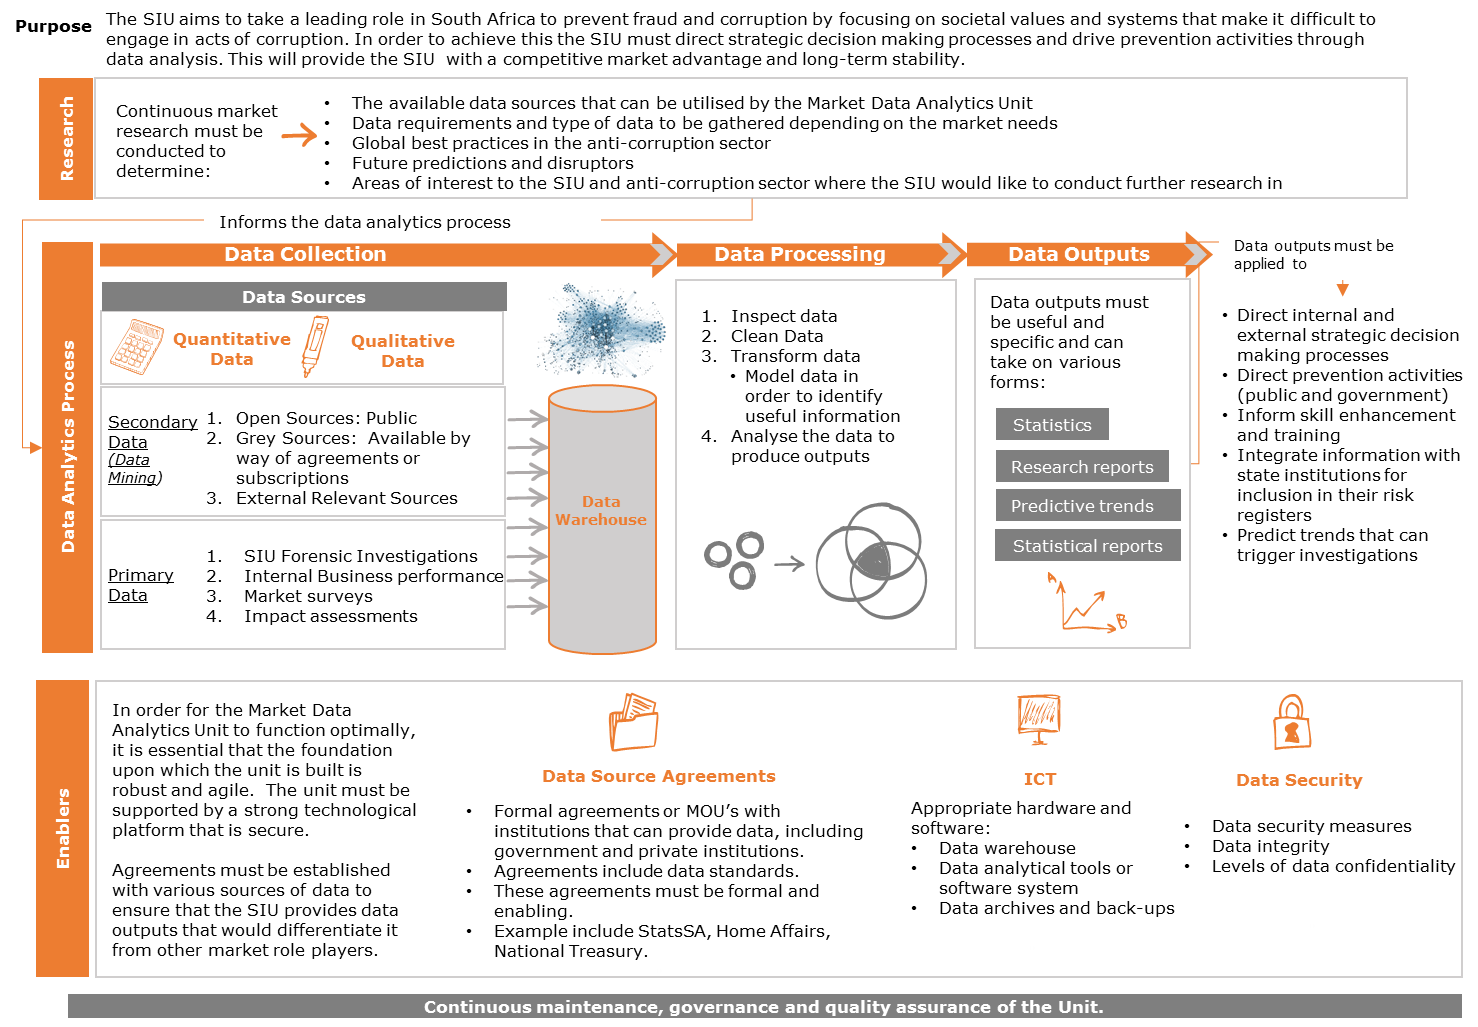 Purpose
The SIU aims to take a leading role in South Africa to prevent fraud and corruption by focusing on societal values and systems that make it difficult to
engage in acts of corruption. In order to achieve this the SIU must direct strategic decision making processes and drive prevention activities through
data analysis. This will provide the SIU with a competitive market advantage and long-term stability.
Research
Continuous market
research must be
conducted to
determine:
• The available data sources that can be utilised by the Market Data Analytics Unit
• Data requirements and type of data to be gathered depending on the market needs
• Global best practices in the anti-corruption sector
• Future predictions and disruptors
• Areas of interest to the SIU and anti-corruption sector where the SIU would like to conduct further research in
Informs the data analytics process
Data Analytics Process
Data Collection
Data Sources
Quantitative
Data
Qualitative
Data
Secondary
Data
(Data
Mining)
1. Open Sources: Public
2. Grey Sources: Available by
way of agreements or
subscriptions
3. External Relevant Sources
Primary
Data
1. SIU Forensic Investigations
2. Internal Business performance
3. Market surveys
4. Impact assessments
Data
Warehouse
Data Processing
1. Inspect data
2. Clean Data
3. Transform data
• Model data in
order to identify
useful information
4. Analyse the data to
produce outputs
Data Outputs
Data outputs must
be useful and
specific and can
take on various
forms:
Statistics
Research reports
Predictive trends
Statistical reports
A
B
Data outputs must be
applied to
• Direct internal and
external strategic decision
making processes
• Direct prevention activities
(public and government)
• Inform skill enhancement
and training
• Integrate information with
state institutions for
inclusion in their risk
registers
• Predict trends that can
trigger investigations
Enablers
In order for the Market Data
Analytics Unit to function optimally,
it is essential that the foundation
upon which the unit is built is
robust and agile. The unit must be
supported by a strong technological
platform that is secure.
Agreements must be established
with various sources of data to
ensure that the SIU provides data
outputs that would differentiate it
from other market role players.
Data Source Agreements
• Formal agreements or MOU's with
institutions that can provide data, including
government and private institutions.
• Agreements include data standards.
• These agreements must be formal and
enabling.
• Example include StatsSA, Home Affairs,
National Treasury.
ICT
Appropriate hardware and
software:
• Data warehouse
• Data analytical tools or
software system
• Data archives and back-ups
Data Security
• Data security measures
• Data integrity
• Levels of data confidentiality
Continuous maintenance, governance and quality assurance of the Unit.